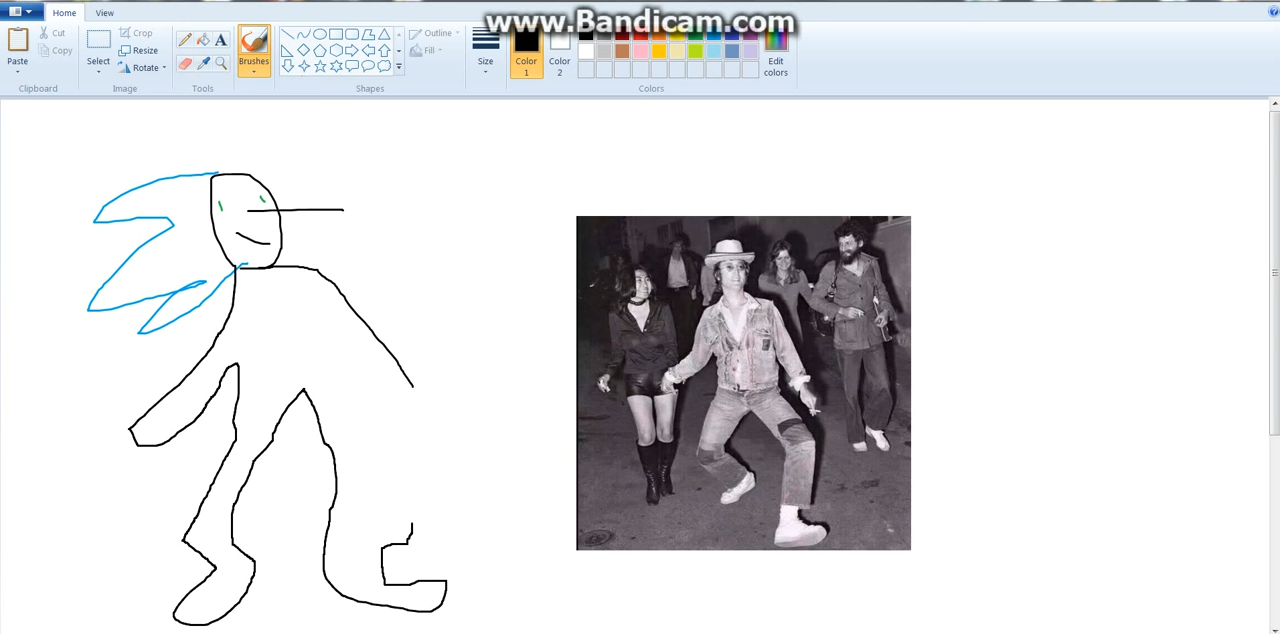 www.Bandicam.com
Home
View
Paste
Cut
Copy
Clipboard
Select
Crop
Resize
Rotate
Image
A
Tools
Brushes
Outline
Fill
Shapes
Size
Color
1
Color
2
Edit
colors
Colors